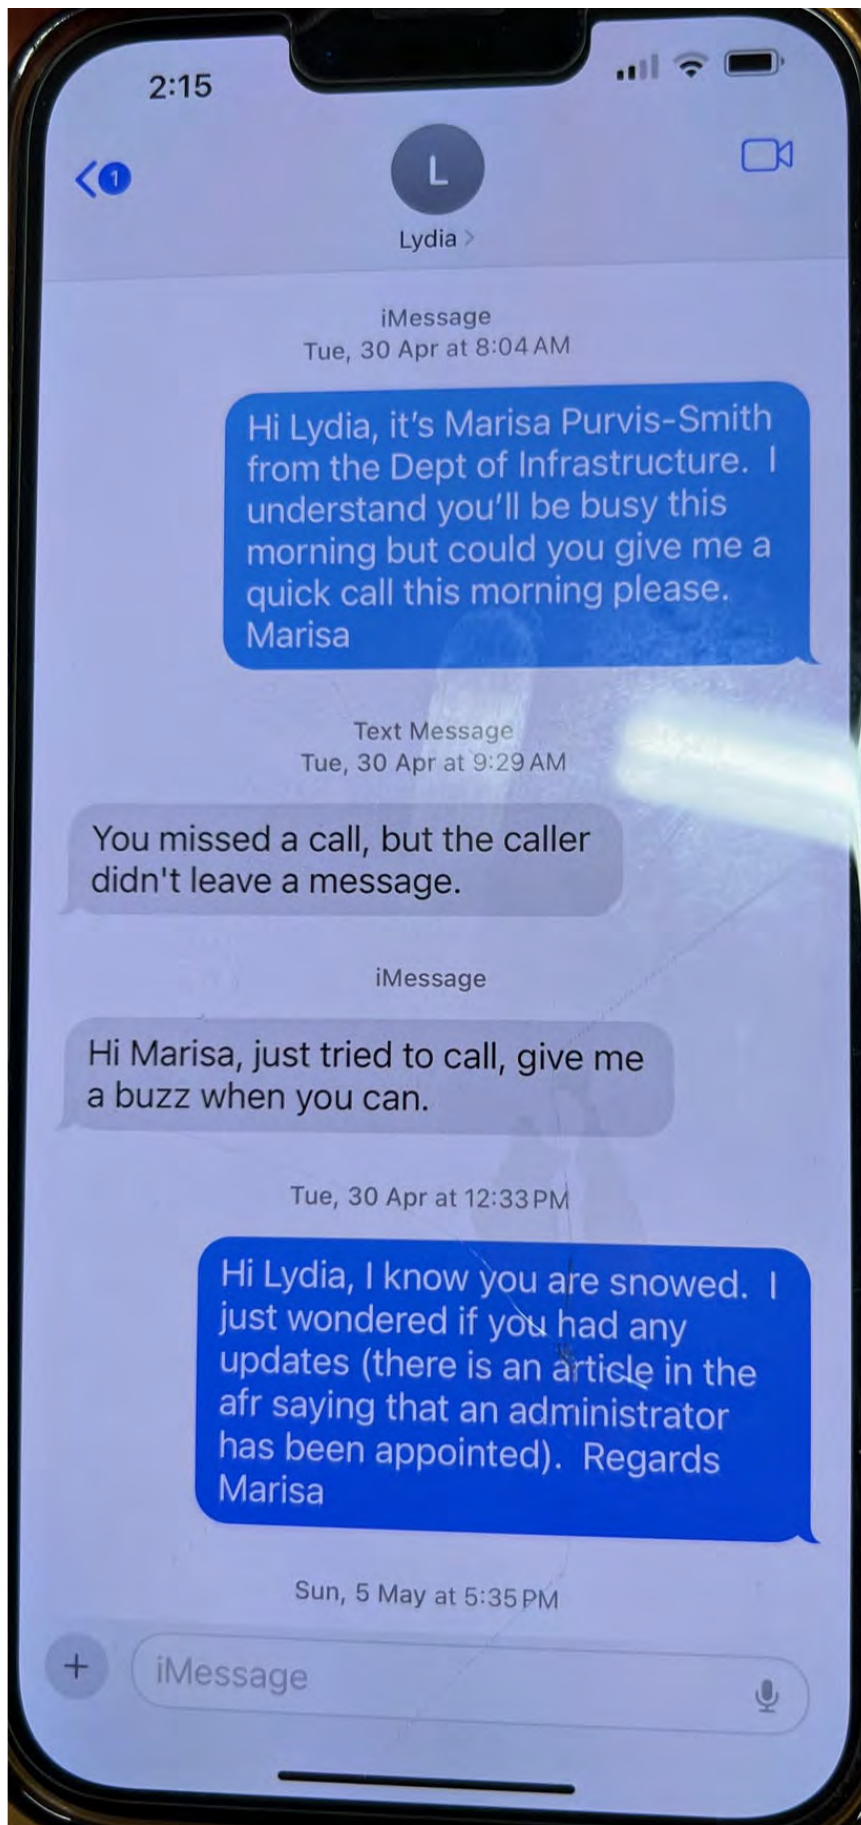 2:15
1
L
Lydia
iMessage
Tue, 30 Apr at 8:04 AM
Hi Lydia, it's Marisa Purvis-Smith
from the Dept of Infrastructure.  I
understand you'll be busy this
morning but could you give me a
quick call this morning please.
Marisa
Text Message
Tue, 30 Apr at 9:29 AM
You missed a call, but the caller
didn't leave a message.
iMessage
Hi Marisa, just tried to call, give me
a buzz when you can.
Tue, 30 Apr at 12:33 PM
Hi Lydia, I know you are snowed.  I
just wondered if you had any
updates (there is an article in the
afr saying that an administrator
has been appointed).  Regards
Marisa
Sun, 5 May at 5:35 PM
iMessage